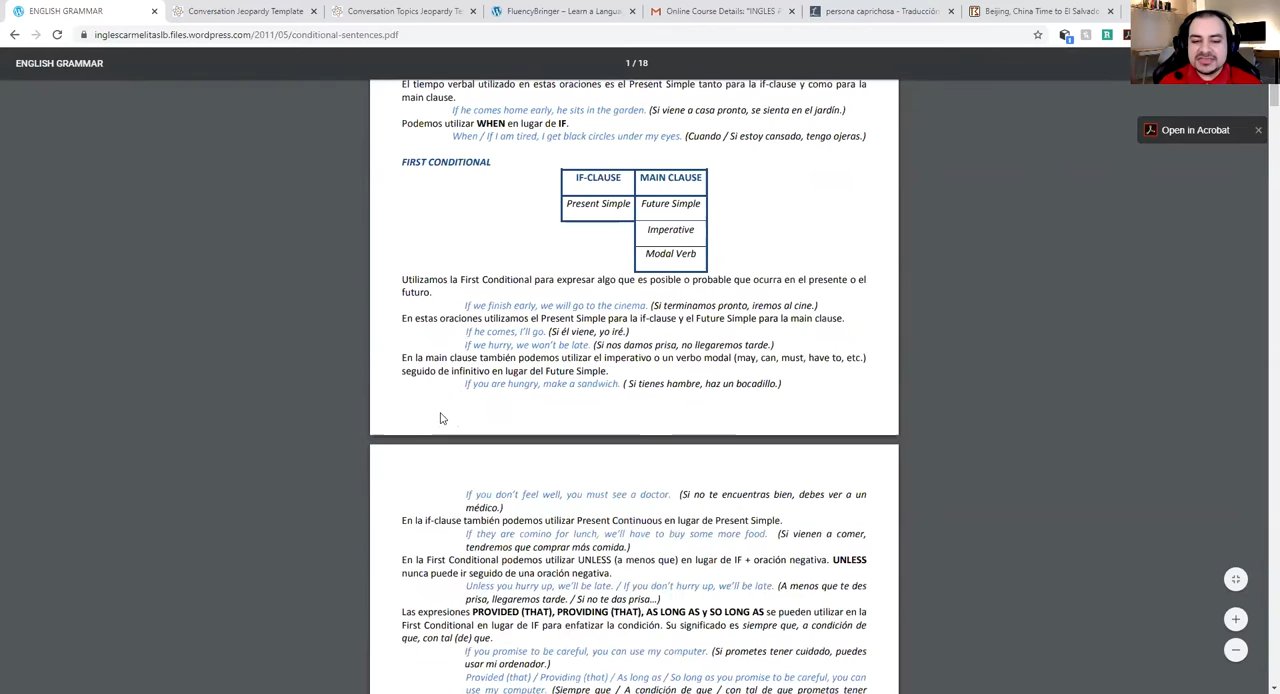 ENGLISH GRAMMAR
Conversation Jeopardy Template
Conversation Topics Jeopardy Te
FluencyBringer – Learn a Langu
Online Course Details: "INGLES A
persona caprichosa - Traducción
Beijing, China Time to El Salvado
inglescarmelitaslb.files.wordpress.com/2011/05/conditional-sentences.pdf
ENGLISH GRAMMAR
1 / 18
Open in Acrobat
El tiempo verbal utilizado en estas oraciones es el Present Simple tanto para la if-clause y como para la
main clause.
If he comes home early, he sits in the garden. (Si viene a casa pronto, se sienta en el jardín.)
Podemos utilizar WHEN en lugar de IF.
When / If I am tired, I get black circles under my eyes. (Cuando / Si estoy cansado, tengo ojeras.)
FIRST CONDITIONAL
IF-CLAUSE MAIN CLAUSE
Present Simple Future Simple
Imperative
Modal Verb
Utilizamos la First Conditional para expresar algo que es posible o probable que ocurra en el presente o el
futuro.
If we finish early, we will go to the cinema. (Si terminamos pronto, iremos al cine.)
En estas oraciones utilizamos el Present Simple para la if-clause y el Future Simple para la main clause.
If he comes, I'll go. (Si él viene, yo iré.)
If we hurry, we won't be late. (Si nos damos prisa, no llegaremos tarde.)
En la main clause también podemos utilizar el imperativo o un verbo modal (may, can, must, have to, etc.)
seguido de infinitivo en lugar del Future Simple.
If you are hungry, make a sandwich. ( Si tienes hambre, haz un bocadillo.)
If you don't feel well, you must see a doctor. (Si no te encuentras bien, debes ver a un
médico.)
En la if-clause también podemos utilizar Present Continuous en lugar de Present Simple.
If they are comino for lunch, we'll have to buy some more food. (Si vienen a comer,
tendremos que comprar más comida.)
En la First Conditional podemos utilizar UNLESS (a menos que) en lugar de IF + oración negativa. UNLESS
nunca puede ir seguido de una oración negativa.
Unless you hurry up, we'll be late. / If you don't hurry up, we'll be late. (A menos que te des
prisa, llegaremos tarde. / Si no te das prisa…)
Las expresiones PROVIDED (THAT), PROVIDING (THAT), AS LONG AS y SO LONG AS se pueden utilizar en la
First Conditional en lugar de IF para enfatizar la condición. Su significado es siempre que, a condición de
que, con tal (de) que.
If you promise to be careful, you can use my computer. (Si prometes tener cuidado, puedes
usar mi ordenador.)
Provided (that) / Providing (that) / As long as / So long as you promise to be careful, you can
use my computer. (Siempre que / A condición de que / con tal de que prometas tener